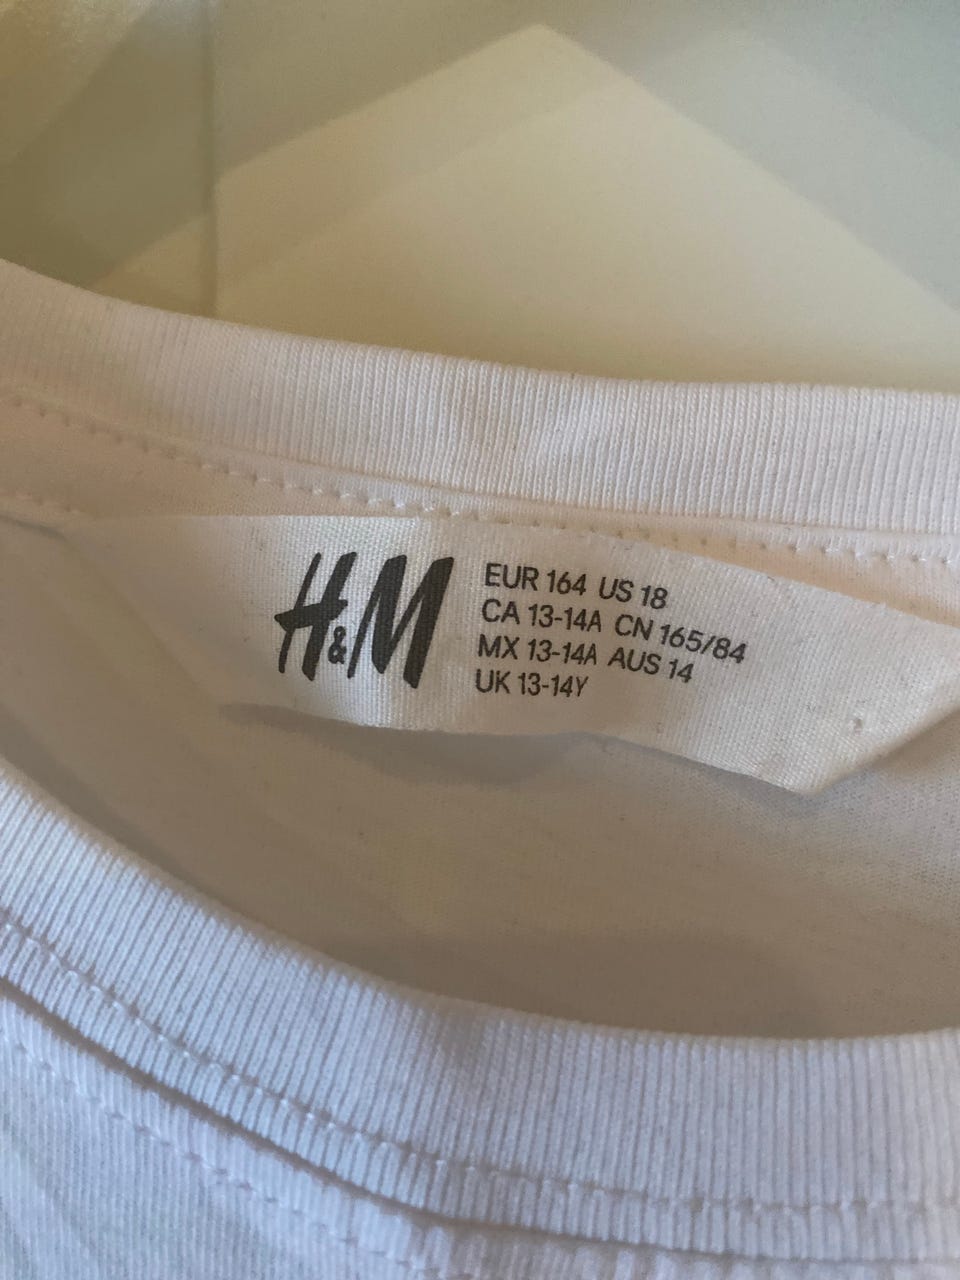 H&M
EUR 164 US 18
CA 13-14A CN 165/84
MX 13-14A AUS 14
UK 13-14Y